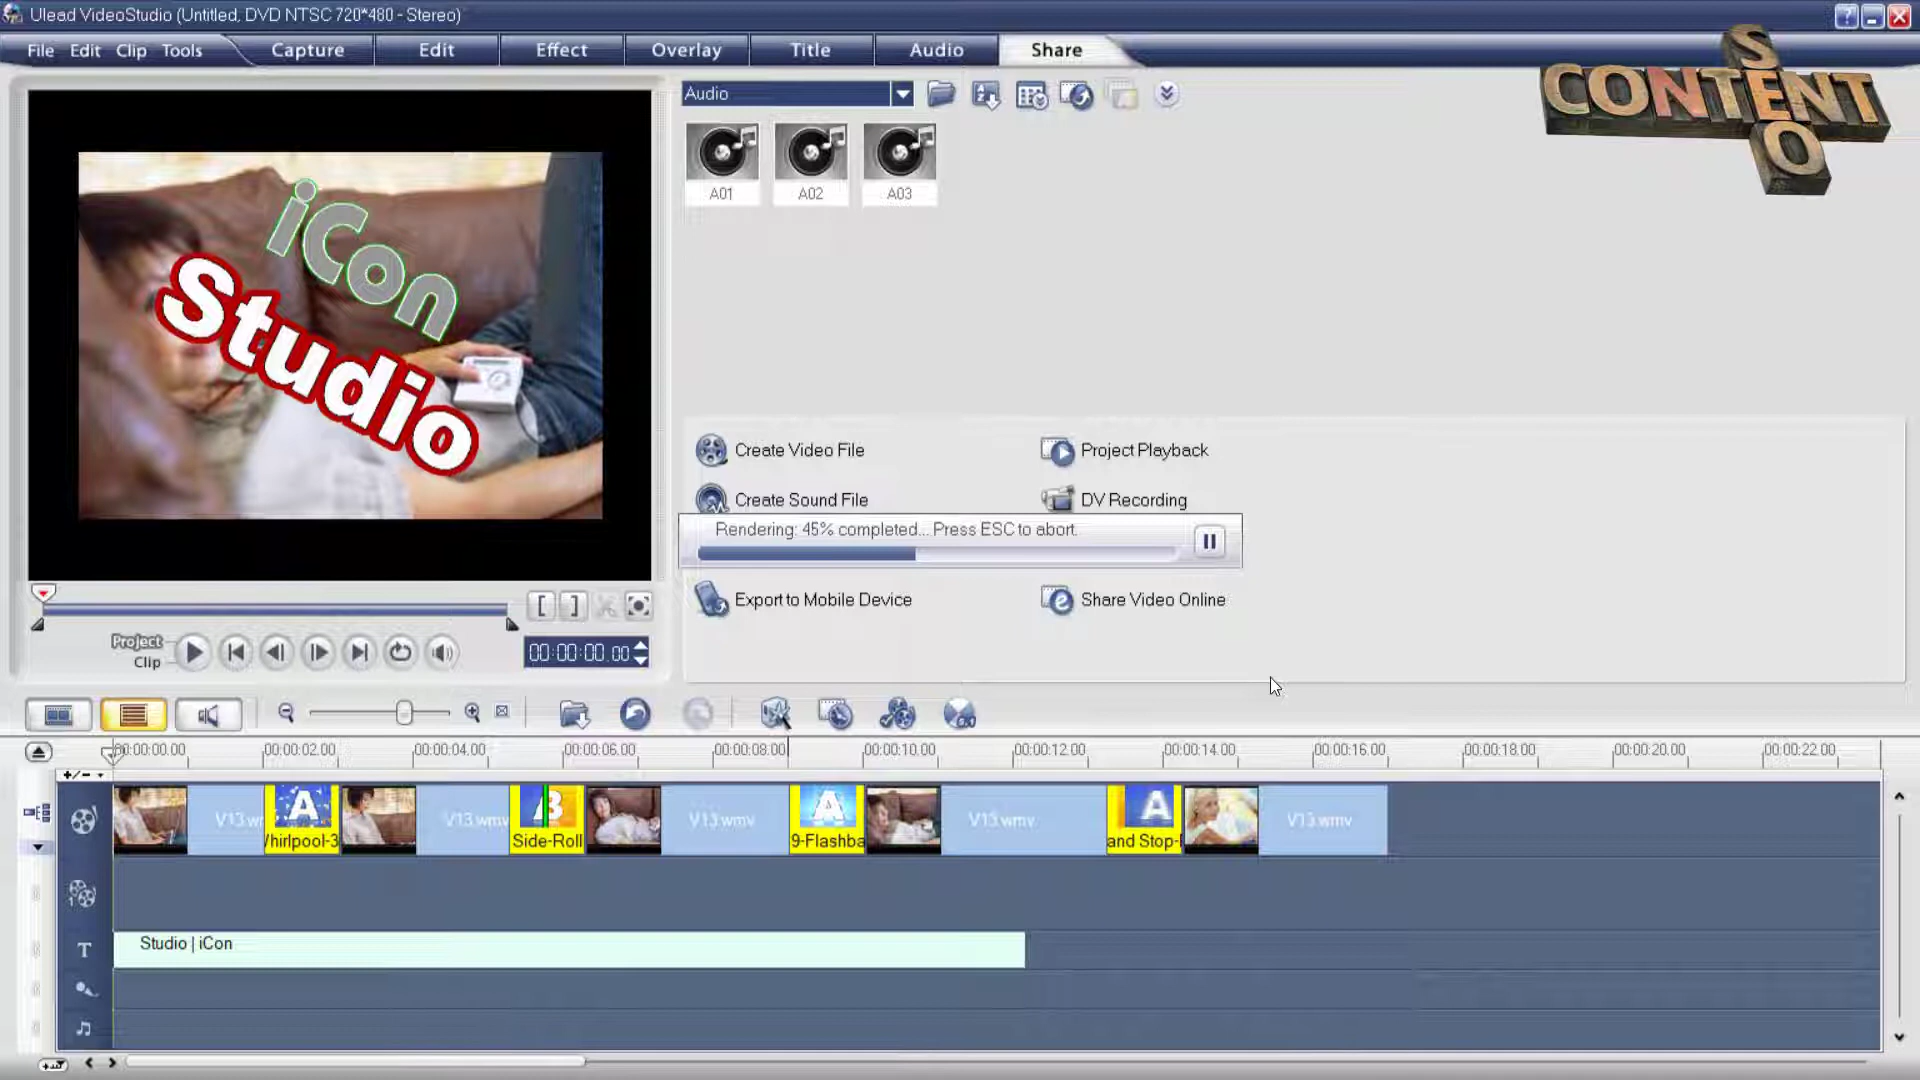 Ulead VideoStudio (Untitled, DVD NTSC 720*480 - Stereo)
File Edit Clip Tools Capture Edit Effect Overlay Title Audio Share
CONTENT
SEO
Audio
A01 A02 A03
iCon
Studio
Create Video File
Project Playback
Create Sound File
DV Recording
Rendering: 45% completed... Press ESC to abort.
Export to Mobile Device
Share Video Online
Project
Clip
00:00:00.00
00:00:00.00 00:00:02.00 00:00:04.00 00:00:06.00 00:00:08.00 00:00:10.00 00:00:12.00 00:00:14.00 00:00:16.00 00:00:18.00 00:00:20.00 00:00:22.00
V13.wmv V13.wmv V13.wmv V13.wmv
Side-Roll 9-Flashba and Stop-
Studio | iCon